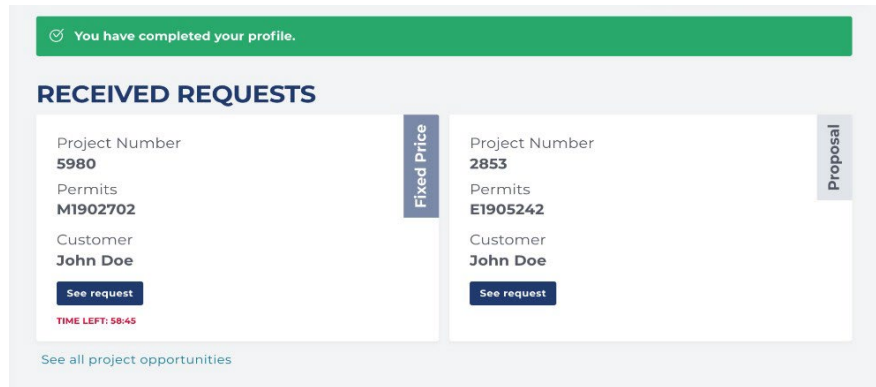 You have completed your profile.
RECEIVED REQUESTS
Project Number
5980
Permits
M1902702
Customer
John Doe
See request
TIME LEFT: 58:45
Fixed Price
Project Number
2853
Permits
E1905242
Customer
John Doe
See request
Proposal
See all project opportunities